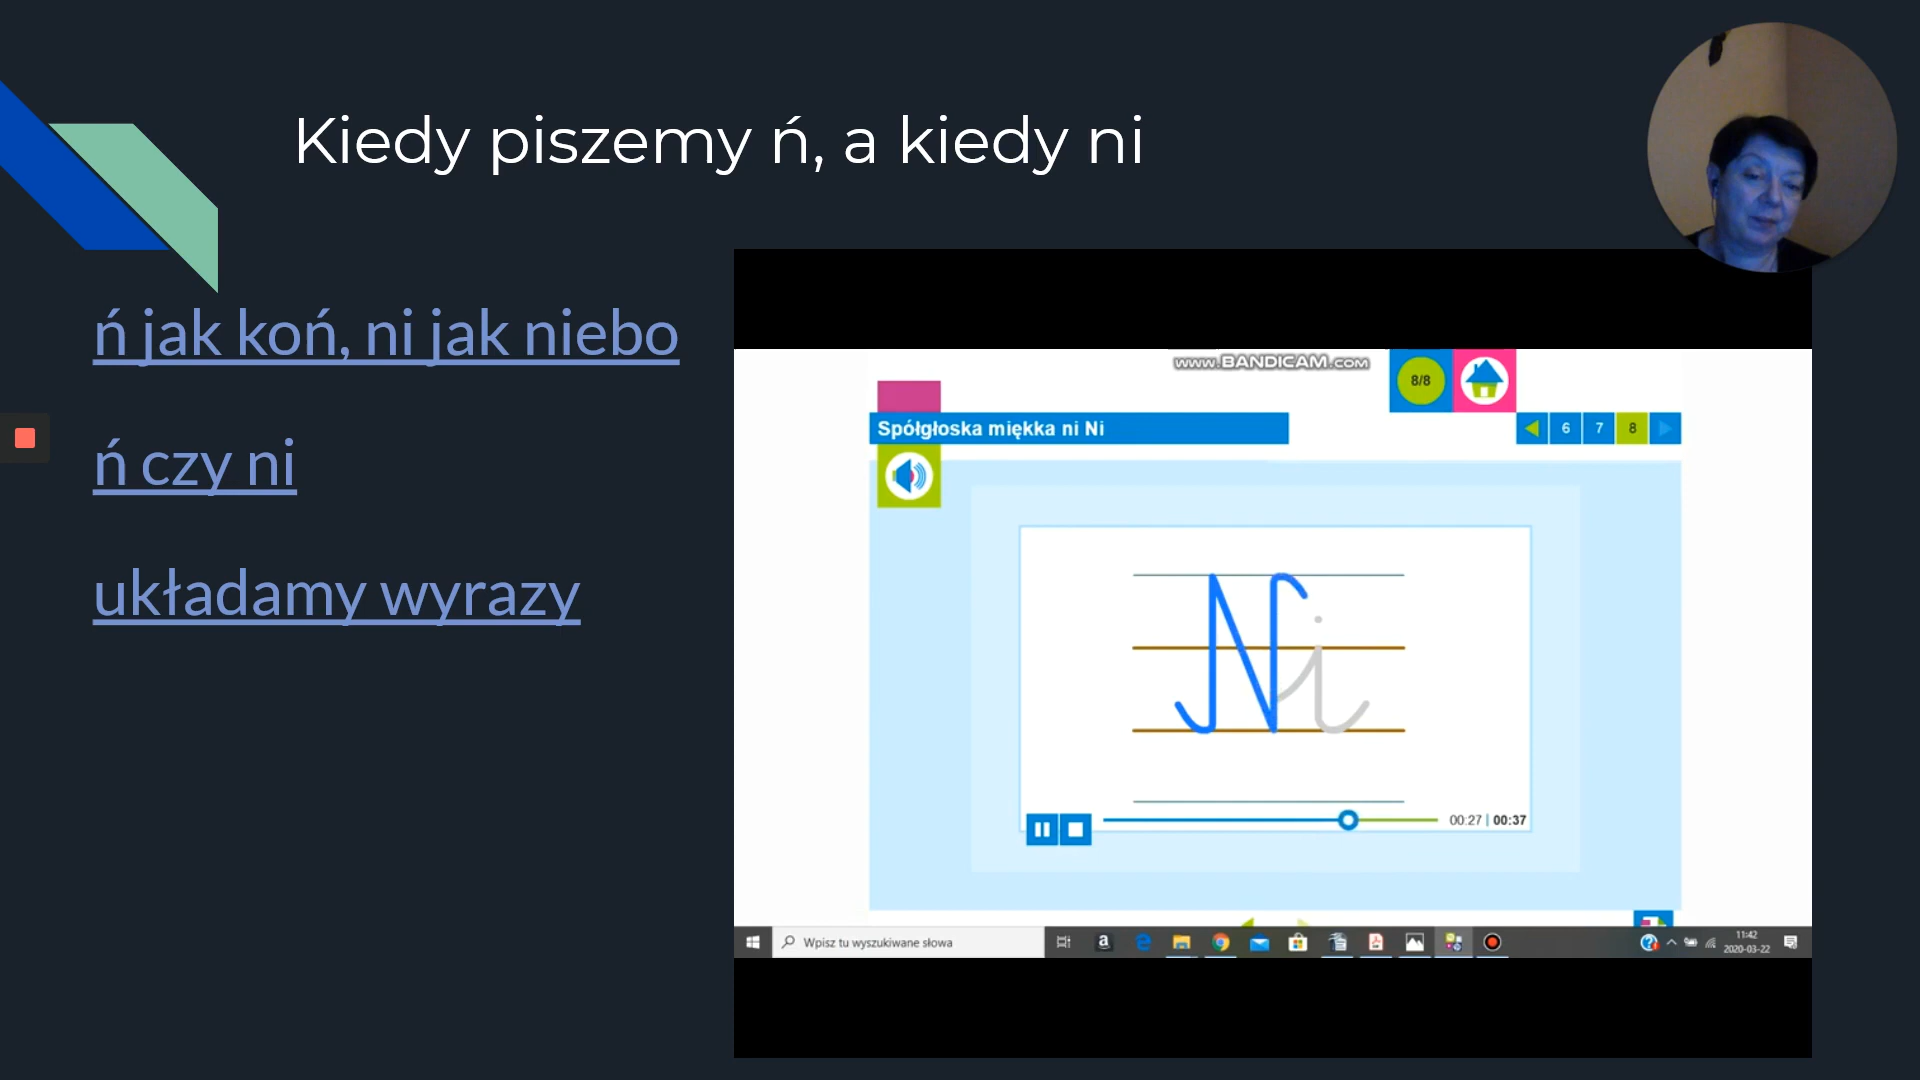 Kiedy piszemy ń, a kiedy ni
ń jak koń, ni jak niebo
ń czy ni
układamy wyrazy
www.BANDICAM.com
8/8
Spółgłoska miękka ni Ni
6 7 8
Ni
00:27 | 00:37
Wpisz tu wyszukiwane słowa
11:42
2020-03-22